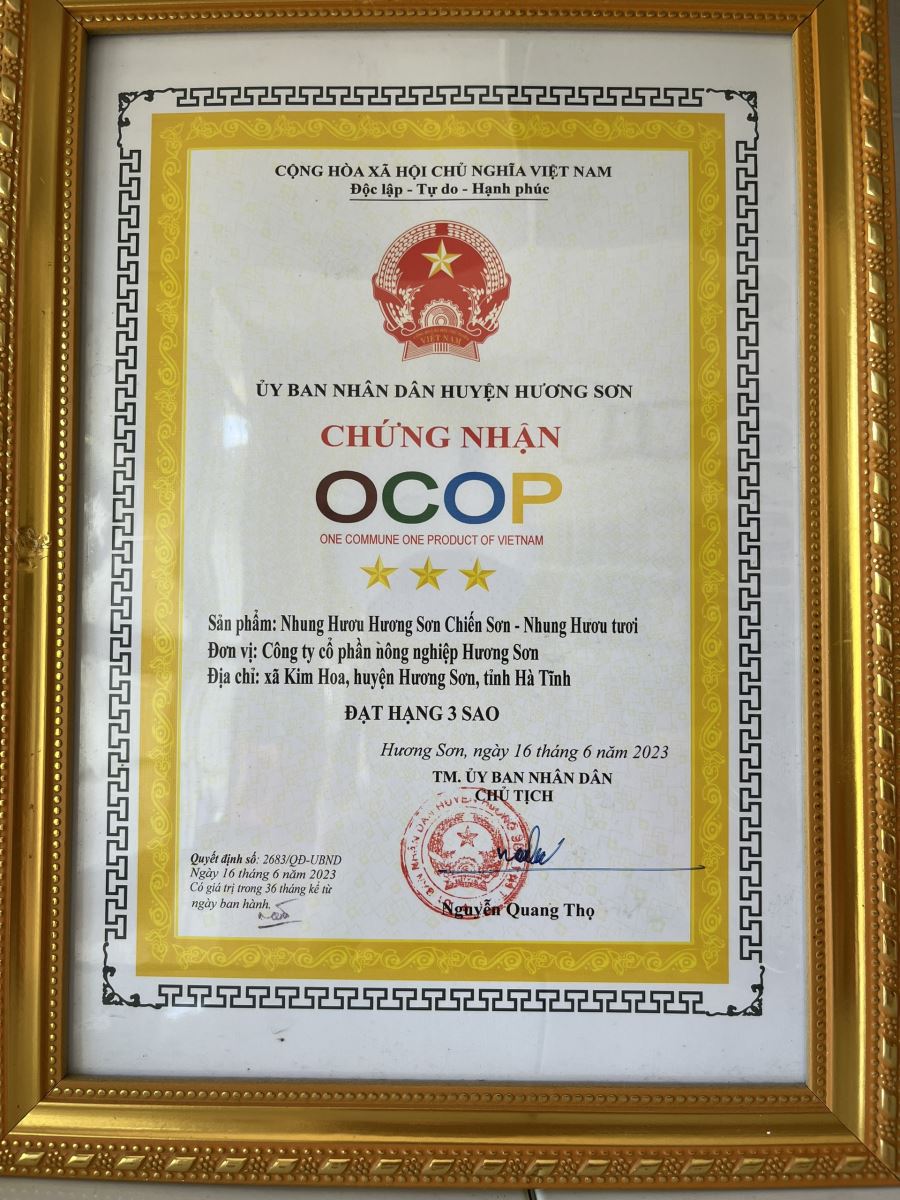 CỘNG HÒA XÃ HỘI CHỦ NGHĨA VIỆT NAM
Độc lập - Tự do - Hạnh phúc
VIỆT NAM
ỦY BAN NHÂN DÂN HUYỆN HƯƠNG SƠN
CHỨNG NHẬN
OCOP
ONE COMMUNE ONE PRODUCT OF VIETNAM
Sản phẩm: Nhung Hươu Hương Sơn Chiến Sơn - Nhung Hươu tươi
Đơn vị: Công ty cổ phần nông nghiệp Hương Sơn
Địa chỉ: xã Kim Hoa, huyện Hương Sơn, tỉnh Hà Tĩnh
ĐẠT HẠNG 3 SAO
Hương Sơn, ngày 16 tháng 6 năm 2023
TM. ỦY BAN NHÂN DÂN
CHỦ TỊCH
Nguyễn Quang Thọ
Quyết định số: 2683/QĐ-UBND
Ngày 16 tháng 6 năm 2023
Có giá trị trong 36 tháng kể từ
ngày ban hành.